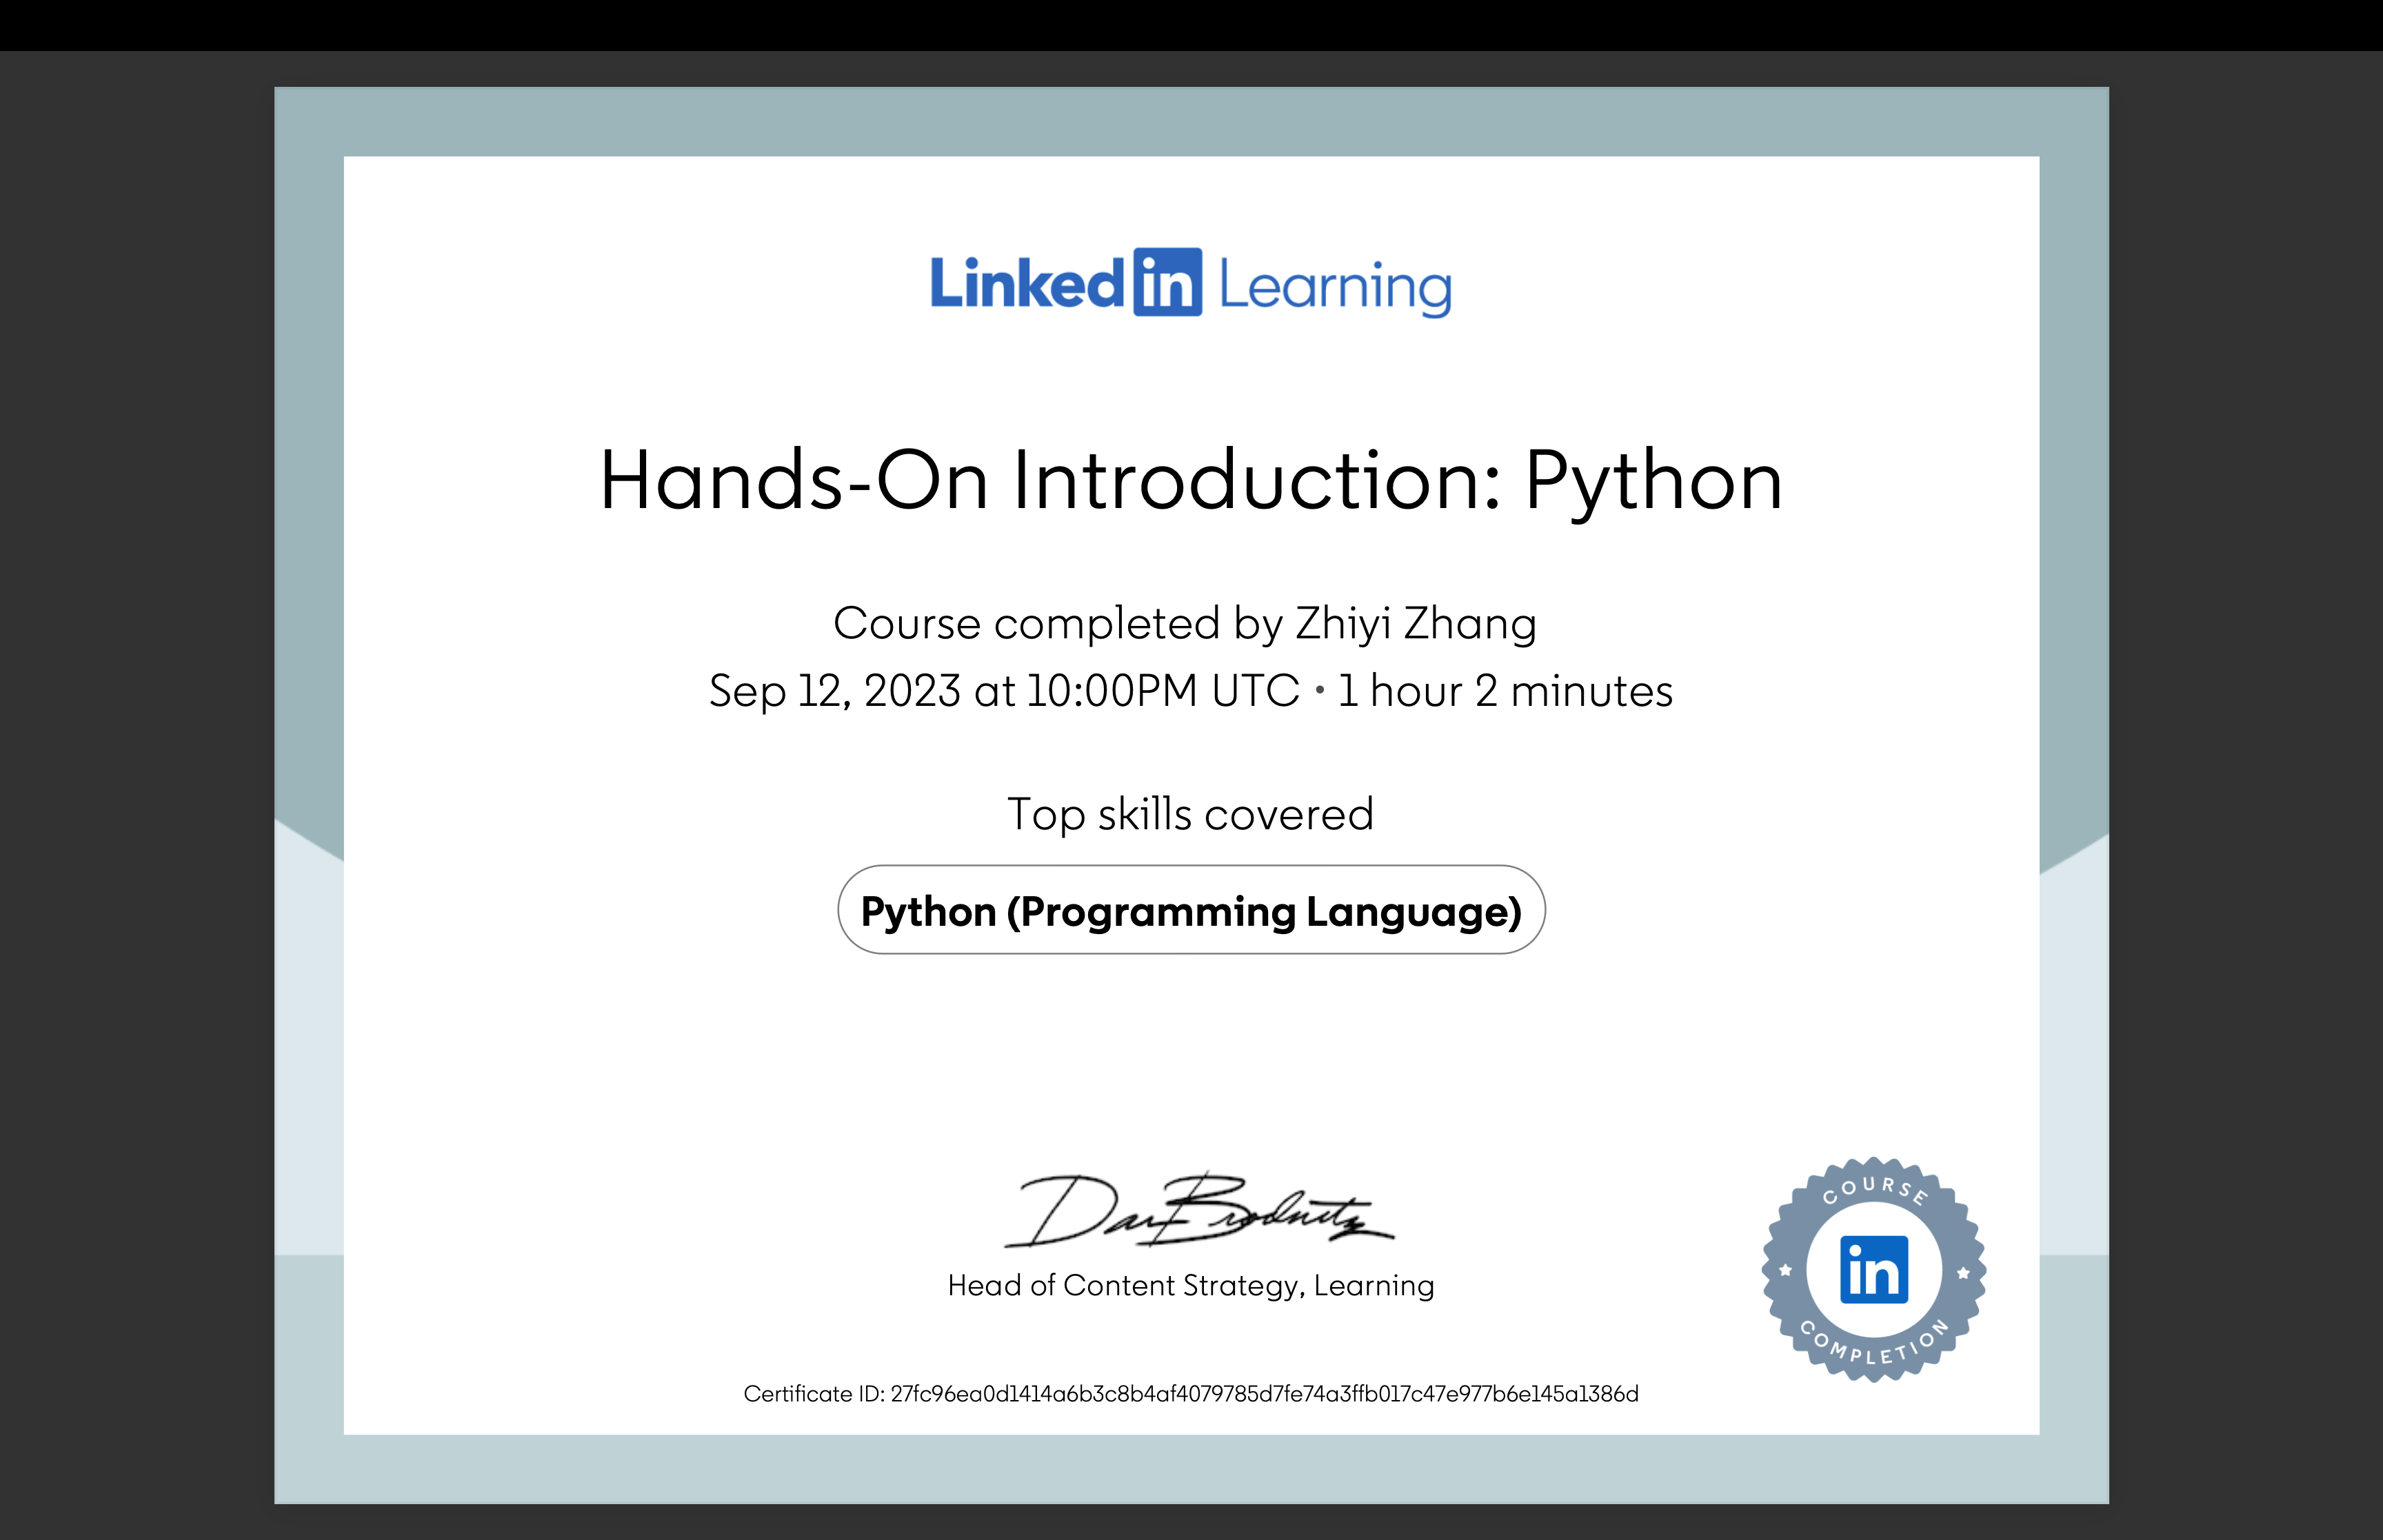 Linked in Learning
Hands-On Introduction: Python
Course completed by Zhiyi Zhang
Sep 12, 2023 at 10:00PM UTC • 1 hour 2 minutes
Top skills covered
Python (Programming Language)
Head of Content Strategy, Learning
COURSE
in
COMPLETION
Certificate ID: 27fc96ea0d1414a6b3c8b4af4079785d7fe74a3ffb017c47e977b6e145a1386d